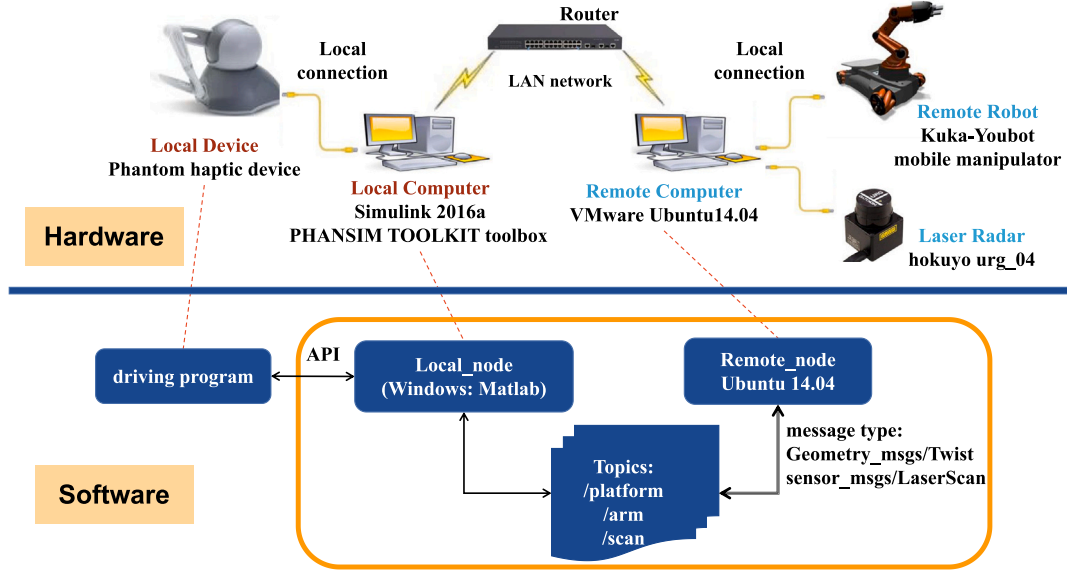 Router
Local
connection
LAN network
Local
connection
Local Device
Phantom haptic device
Local Computer
Simulink 2016a
PHANSIM TOOLKIT toolbox
Remote Computer
VMware Ubuntu14.04
Remote Robot
Kuka-Youbot
mobile manipulator
Laser Radar
hokuyo urg_04
Hardware
API
driving program
Local_node
(Windows: Matlab)
Remote_node
Ubuntu 14.04
message type:
Geometry_msgs/Twist
sensor_msgs/LaserScan
Topics:
/platform
/arm
/scan
Software